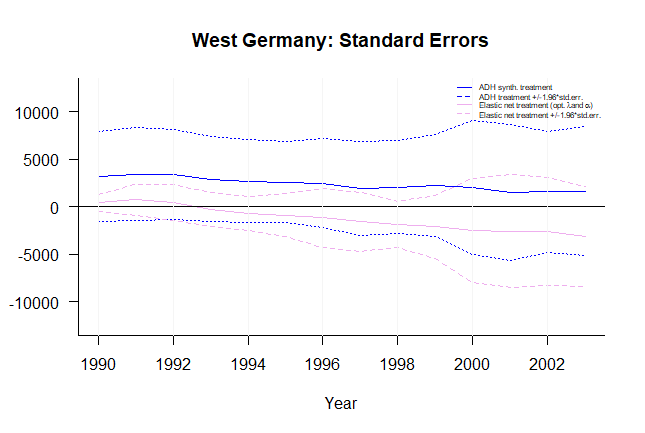 West Germany: Standard Errors
ADH synth. treatment
ADH treatment +/-1.96*std.err.
Elastic net treatment (opt. λ and α)
Elastic net treatment +/-1.96*std.err.
10000
5000
0
-5000
-10000
1990 1992 1994 1996 1998 2000 2002
Year